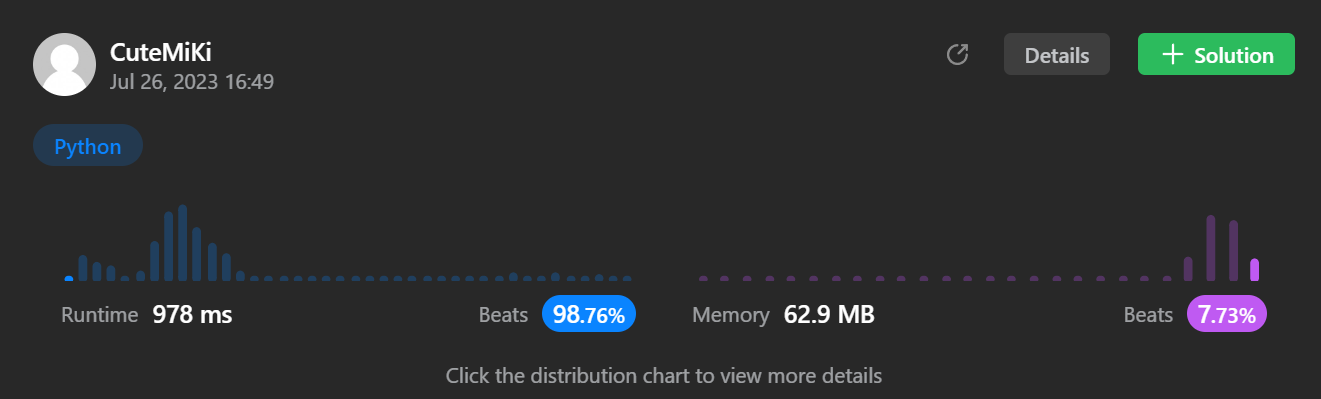 CuteMiKi
Jul 26, 2023 16:49
Details
Solution
Python
Runtime 978 ms Beats 98.76%
Memory 62.9 MB Beats 7.73%
Click the distribution chart to view more details